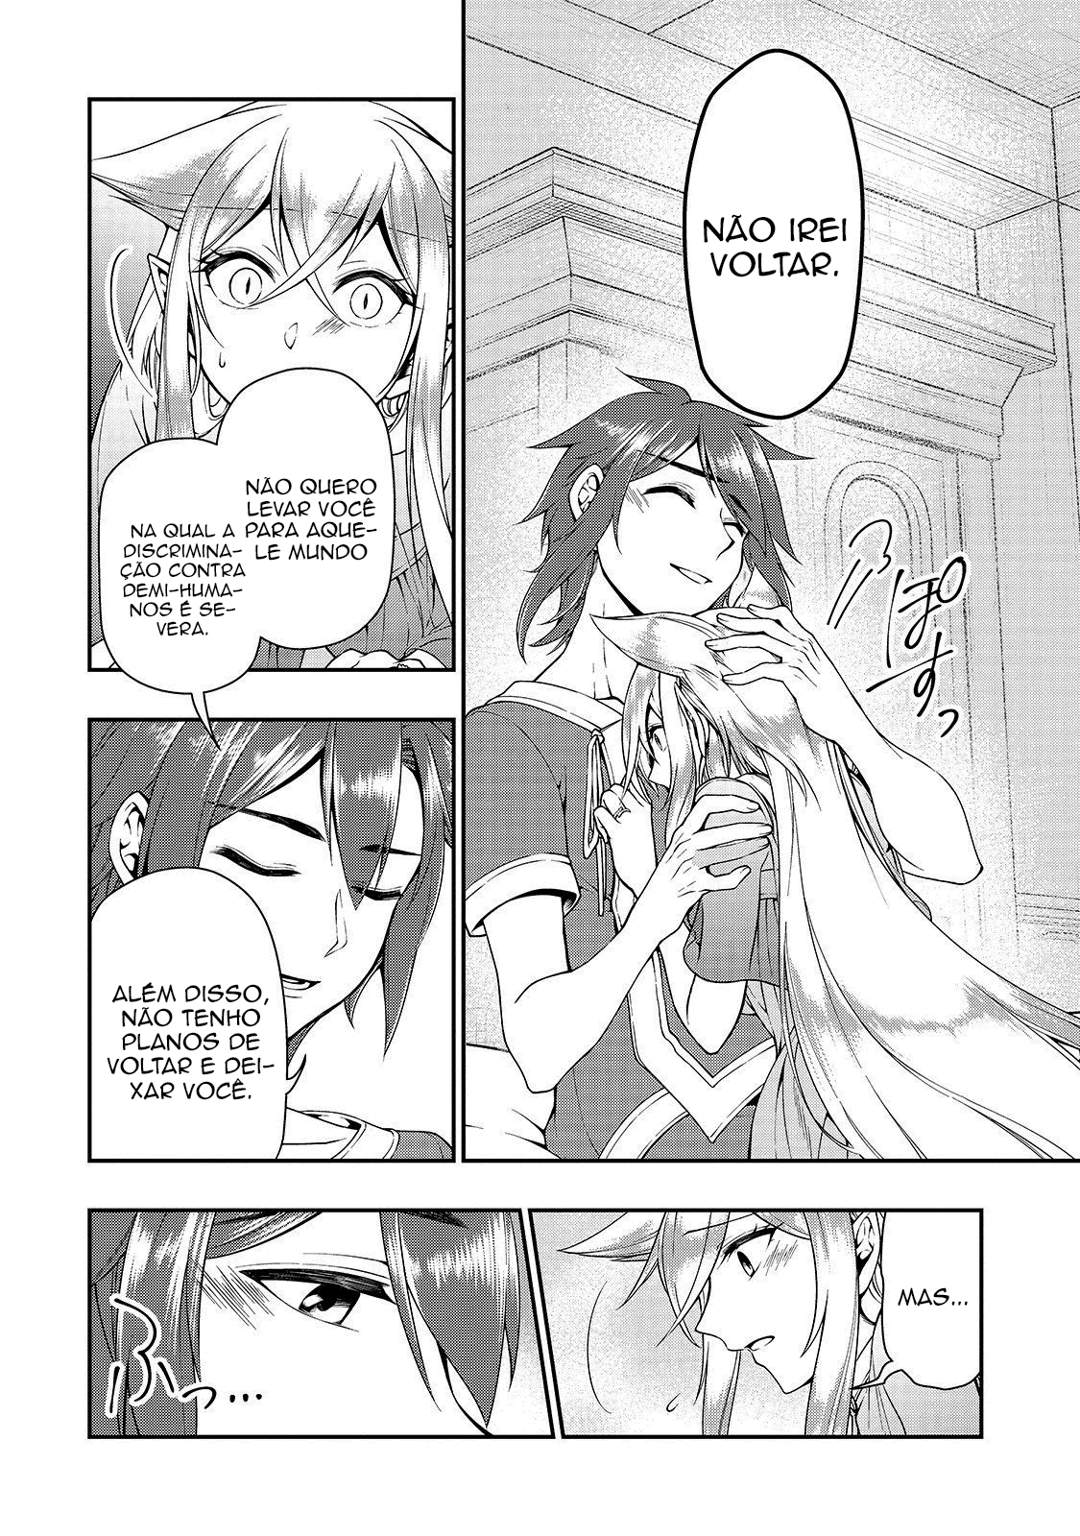 NÃO IREI
VOLTAR.
ぽすっ
NÃO QUERO
LEVAR VOCÊ
PARA AQUE-
LE MUNDO
NA QUAL A
DISCRIMINA-
ÇÃO CONTRA
DEMI-HUMA-
NOS É SE-
VERA.
ALÉM DISSO,
NÃO TENHO
PLANOS DE
VOLTAR E DEI-
XAR VOCÊ.
MAS...
ふっ...